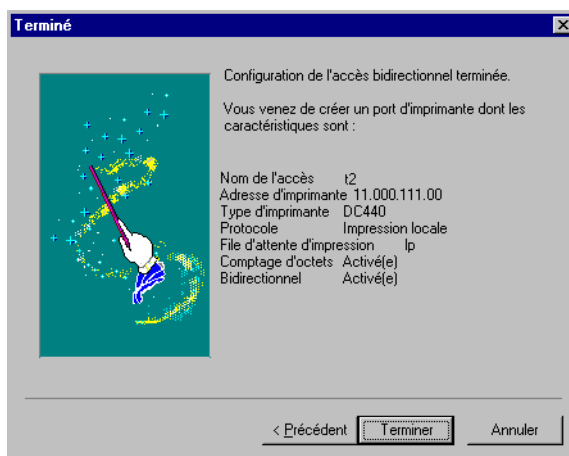 Terminé
Configuration de l'accès bidirectionnel terminée.
Vous venez de créer un port d'imprimante dont les
caractéristiques sont :
Nom de l'accès t2
Adresse d'imprimante 11.000.111.00
Type d'imprimante DC440
Protocole Impression locale
File d'attente d'impression lp
Comptage d'octets Activé(e)
Bidirectionnel Activé(e)
< Précédent Terminer Annuler